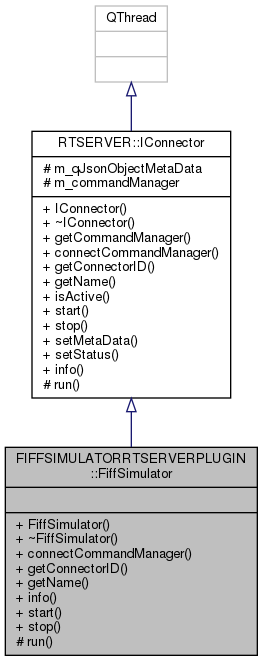 QThread
RTSERVER::IConnector
# m_qJsonObjectMetaData
# m_commandManager
+ IConnector()
+ ~IConnector()
+ getCommandManager()
+ connectCommandManager()
+ getConnectorID()
+ getName()
+ isActive()
+ start()
+ stop()
+ setMetaData()
+ setStatus()
+ info()
# run()
FIFFSIMULATORRTSERVERPLUGIN
::FiffSimulator
+ FiffSimulator()
+ ~FiffSimulator()
+ connectCommandManager()
+ getConnectorID()
+ getName()
+ info()
+ start()
+ stop()
# run()